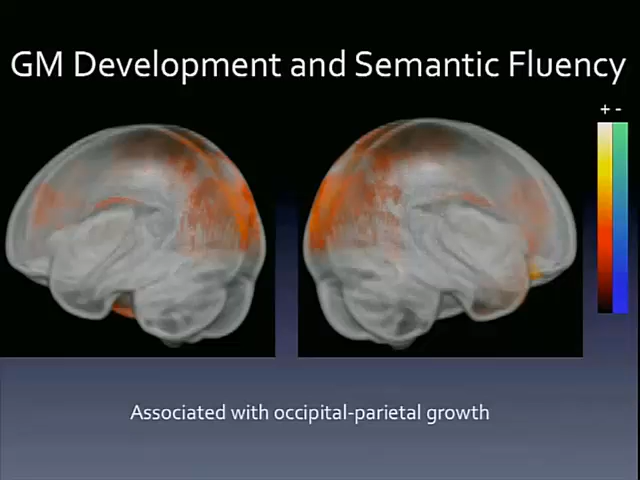 GM Development and Semantic Fluency
+ -
Associated with occipital-parietal growth